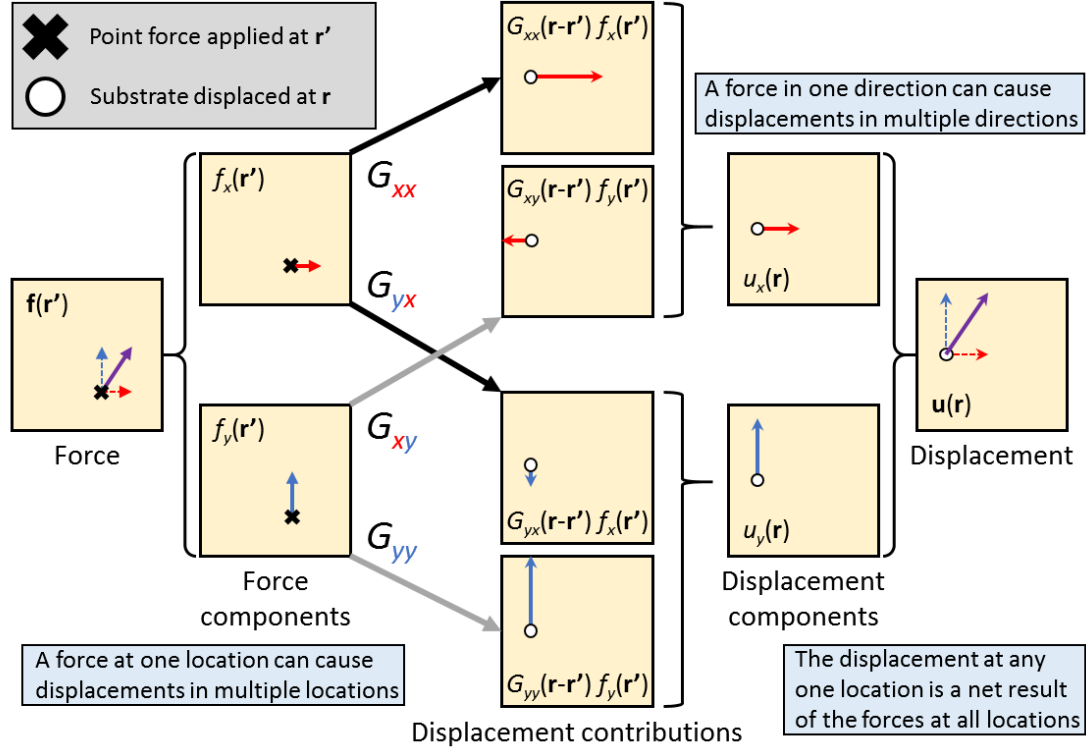 Point force applied at r'
Substrate displaced at r
G_xx(r-r') f_x(r')
A force in one direction can cause
displacements in multiple directions
f_x(r')
G_xx
G_xy(r-r') f_y(r')
G_yx
u_x(r)
f(r')
u(r)
Force
Displacement
f_y(r')
G_xy
G_yx(r-r') f_x(r')
u_y(r)
G_yy
Force
components
Displacement
components
G_yy(r-r') f_y(r')
A force at one location can cause
displacements in multiple locations
The displacement at any
one location is a net result
of the forces at all locations
Displacement contributions